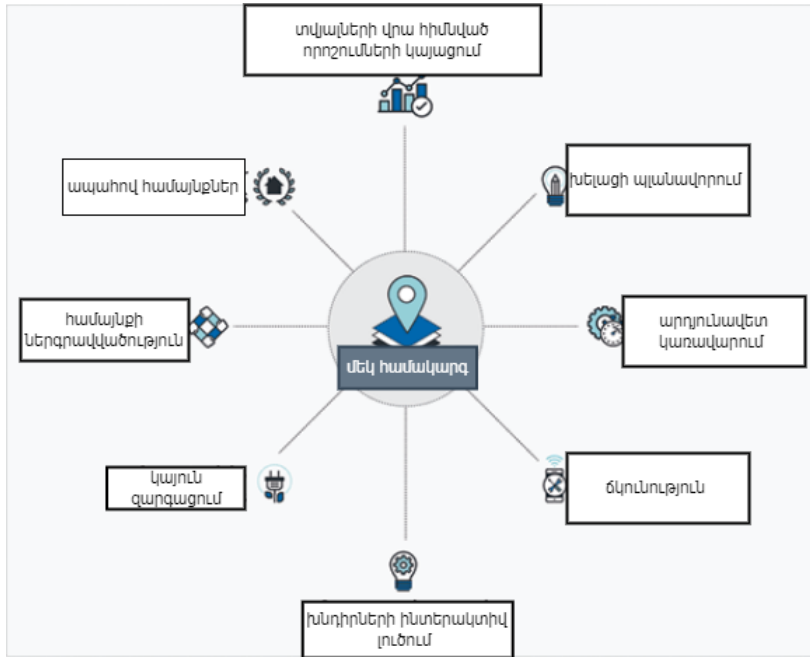 տվյալների վրա հիմնված
որոշումների կայացում
ապահով համայնքներ
խելացի պլանավորում
համայնքի
ներգրավվածություն
մեկ համակարգ
արդյունավետ
կառավարում
կայուն
զարգացում
ճկունություն
խնդիրների ինտերակտիվ
լուծում